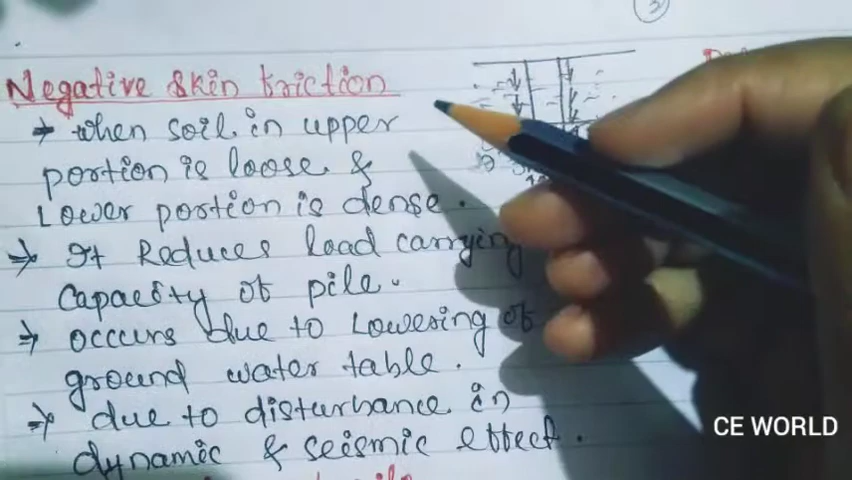 Negative Skin friction
→ when soil in upper
portion is loose &
Lower portion is dense.
→ It Reduces load carrying
capacity of pile.
→ occurs due to Lowering of
ground water table.
→ due to disturbance in
dynamic & seismic effect.
CE WORLD